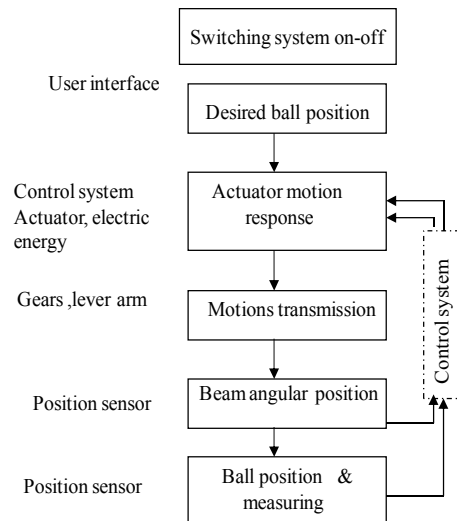 Switching system on-off
User interface
Desired ball position
Control system
Actuator, electric
energy
Actuator motion
response
Gears ,lever arm
Motions transmission
Control system
Position sensor
Beam angular position
Position sensor
Ball position &
measuring